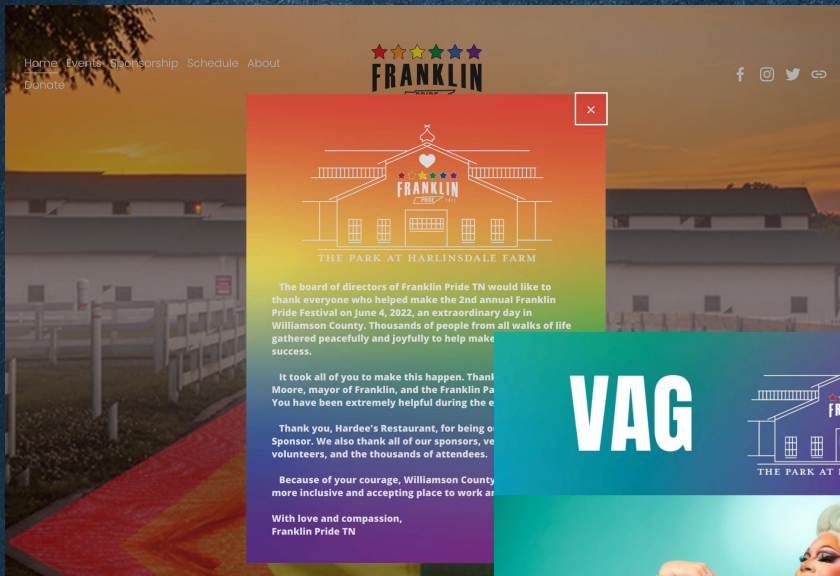 Home Events Sponsorship Schedule About
Donate
FRANKLIN
PRIDE
×
FRANKLIN
PRIDE 2022
THE PARK AT HARLINSDALE FARM
The board of directors of Franklin Pride TN would like to
thank everyone who helped make the 2nd annual Franklin
Pride Festival on June 4, 2022, an extraordinary day in
Williamson County. Thousands of people from all walks of life
gathered peacefully and joyfully to help make
success.
It took all of you to make this happen. Thank
Moore, mayor of Franklin, and the Franklin Pa
You have been extremely helpful during the e
Thank you, Hardee's Restaurant, for being ou
Sponsor. We also thank all of our sponsors, ve
volunteers, and the thousands of attendees.
Because of your courage, Williamson County
more inclusive and accepting place to work an
With love and compassion,
Franklin Pride TN
VAG
FR
THE PARK AT